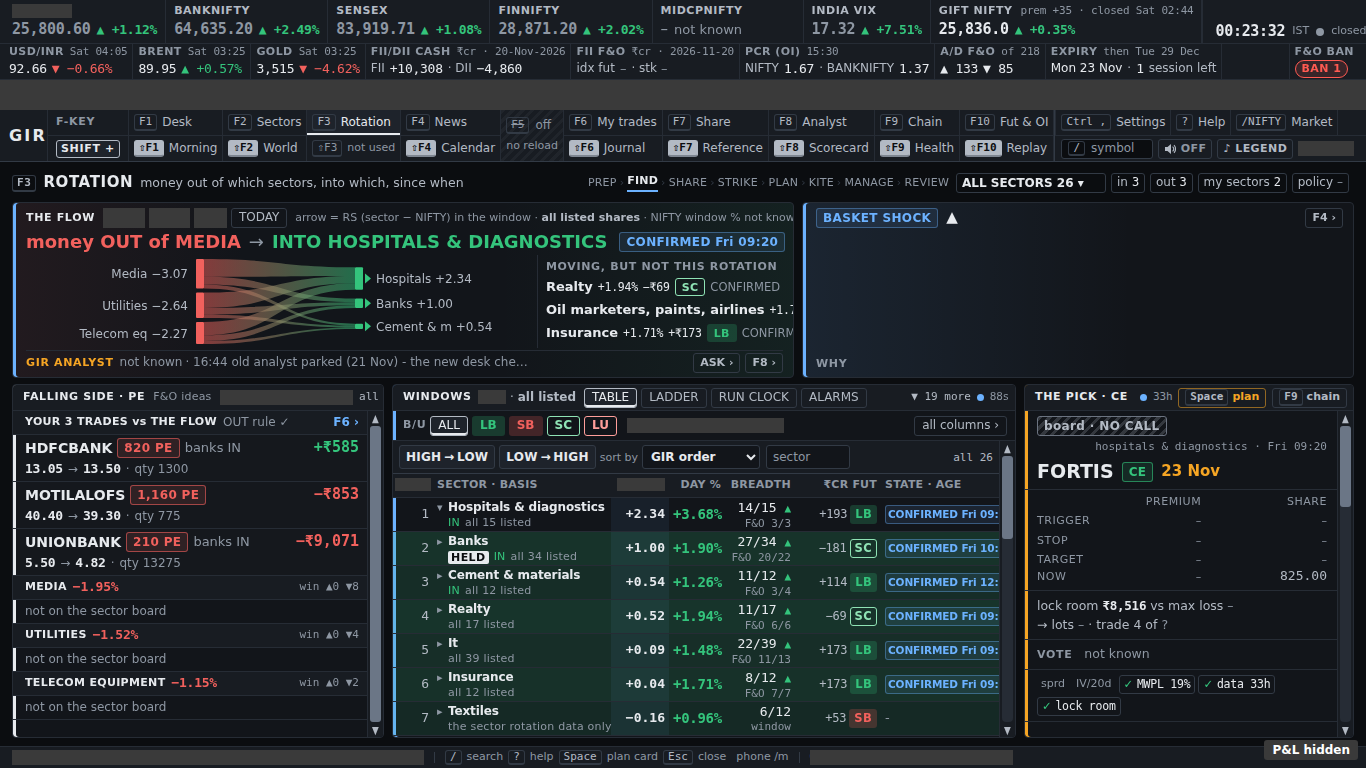 BANKNIFTY SENSEX FINNIFTY MIDCPNIFTY INDIA VIX GIFT NIFTY prem +35 · closed Sat 02:44
25,800.60 ▲ +1.12% 64,635.20 ▲ +2.49% 83,919.71 ▲ +1.08% 28,871.20 ▲ +2.02% – not known 17.32 ▲ +7.51% 25,836.0 ▲ +0.35% 00:23:32 IST ● closed
USD/INR Sat 04:05 BRENT Sat 03:25 GOLD Sat 03:25 FII/DII CASH ₹cr · 20-Nov-2026 FII F&O ₹cr · 2026-11-20 PCR (OI) 15:30 A/D F&O of 218 EXPIRY then Tue 29 Dec F&O BAN
92.66 ▼ −0.66% 89.95 ▲ +0.57% 3,515 ▼ −4.62% FII +10,308 · DII −4,860 idx fut – · stk – NIFTY 1.67 · BANKNIFTY 1.37 ▲ 133 ▼ 85 Mon 23 Nov · 1 session left BAN 1
GIR
F-KEY F1 Desk F2 Sectors F3 Rotation F4 News F5 off F6 My trades F7 Share F8 Analyst F9 Chain F10 Fut & OI Ctrl , Settings ? Help /NIFTY Market
SHIFT + ⇧F1 Morning ⇧F2 World ⇧F3 not used ⇧F4 Calendar no reload ⇧F6 Journal ⇧F7 Reference ⇧F8 Scorecard ⇧F9 Health ⇧F10 Replay / symbol OFF ♪ LEGEND
F3 ROTATION money out of which sectors, into which, since when PREP › FIND › SHARE › STRIKE › PLAN › KITE › MANAGE › REVIEW ALL SECTORS 26 ▾ in 3 out 3 my sectors 2 policy –
THE FLOW TODAY arrow = RS (sector − NIFTY) in the window · all listed shares · NIFTY window % not know
money OUT of MEDIA → INTO HOSPITALS & DIAGNOSTICS CONFIRMED Fri 09:20
Media −3.07
Utilities −2.64
Telecom eq −2.27
Hospitals +2.34
Banks +1.00
Cement & m +0.54
MOVING, BUT NOT THIS ROTATION
Realty +1.94% −₹69 SC CONFIRMED
Oil marketers, paints, airlines +1.7
Insurance +1.71% +₹173 LB CONFIRM
GIR ANALYST not known · 16:44 old analyst parked (21 Nov) - the new desk che… ASK › F8 ›
BASKET SHOCK ▲ F4 ›
WHY
FALLING SIDE · PE F&O ideas all
YOUR 3 TRADES vs THE FLOW OUT rule ✓ F6 ›
HDFCBANK 820 PE banks IN +₹585
13.05 → 13.50 · qty 1300
MOTILALOFS 1,160 PE −₹853
40.40 → 39.30 · qty 775
UNIONBANK 210 PE banks IN −₹9,071
5.50 → 4.82 · qty 13275
MEDIA −1.95% win ▲0 ▼8
not on the sector board
UTILITIES −1.52% win ▲0 ▼4
not on the sector board
TELECOM EQUIPMENT −1.15% win ▲0 ▼2
not on the sector board
WINDOWS · all listed TABLE LADDER RUN CLOCK ALARMS ▼ 19 more ● 88s
B/U ALL LB SB SC LU all columns ›
HIGH → LOW LOW → HIGH sort by GIR order sector all 26
SECTOR · BASIS DAY % BREADTH ₹CR FUT STATE · AGE
1 ▾ Hospitals & diagnostics +2.34 +3.68% 14/15 ▲ +193 LB CONFIRMED Fri 09:
IN all 15 listed F&O 3/3
2 ▸ Banks +1.00 +1.90% 27/34 ▲ −181 SC CONFIRMED Fri 10:
HELD IN all 34 listed F&O 20/22
3 ▸ Cement & materials +0.54 +1.26% 11/12 ▲ +114 LB CONFIRMED Fri 12:
IN all 12 listed F&O 3/4
4 ▸ Realty +0.52 +1.94% 11/17 ▲ −69 SC CONFIRMED Fri 09:
all 17 listed F&O 6/6
5 ▸ It +0.09 +1.48% 22/39 ▲ +173 LB CONFIRMED Fri 09:
all 39 listed F&O 11/13
6 ▸ Insurance +0.04 +1.71% 8/12 ▲ +173 LB CONFIRMED Fri 09:
all 12 listed F&O 7/7
7 ▸ Textiles −0.16 +0.96% 6/12 +53 SB -
the sector rotation data only window
THE PICK · CE ● 33h Space plan F9 chain
board · NO CALL
hospitals & diagnostics · Fri 09:20
FORTIS CE 23 Nov
PREMIUM SHARE
TRIGGER – –
STOP – –
TARGET – –
NOW – 825.00
lock room ₹8,516 vs max loss –
→ lots – · trade 4 of ?
VOTE not known
sprd IV/20d ✓ MWPL 19% ✓ data 33h
✓ lock room
P&L hidden
/ search ? help Space plan card Esc close phone /m